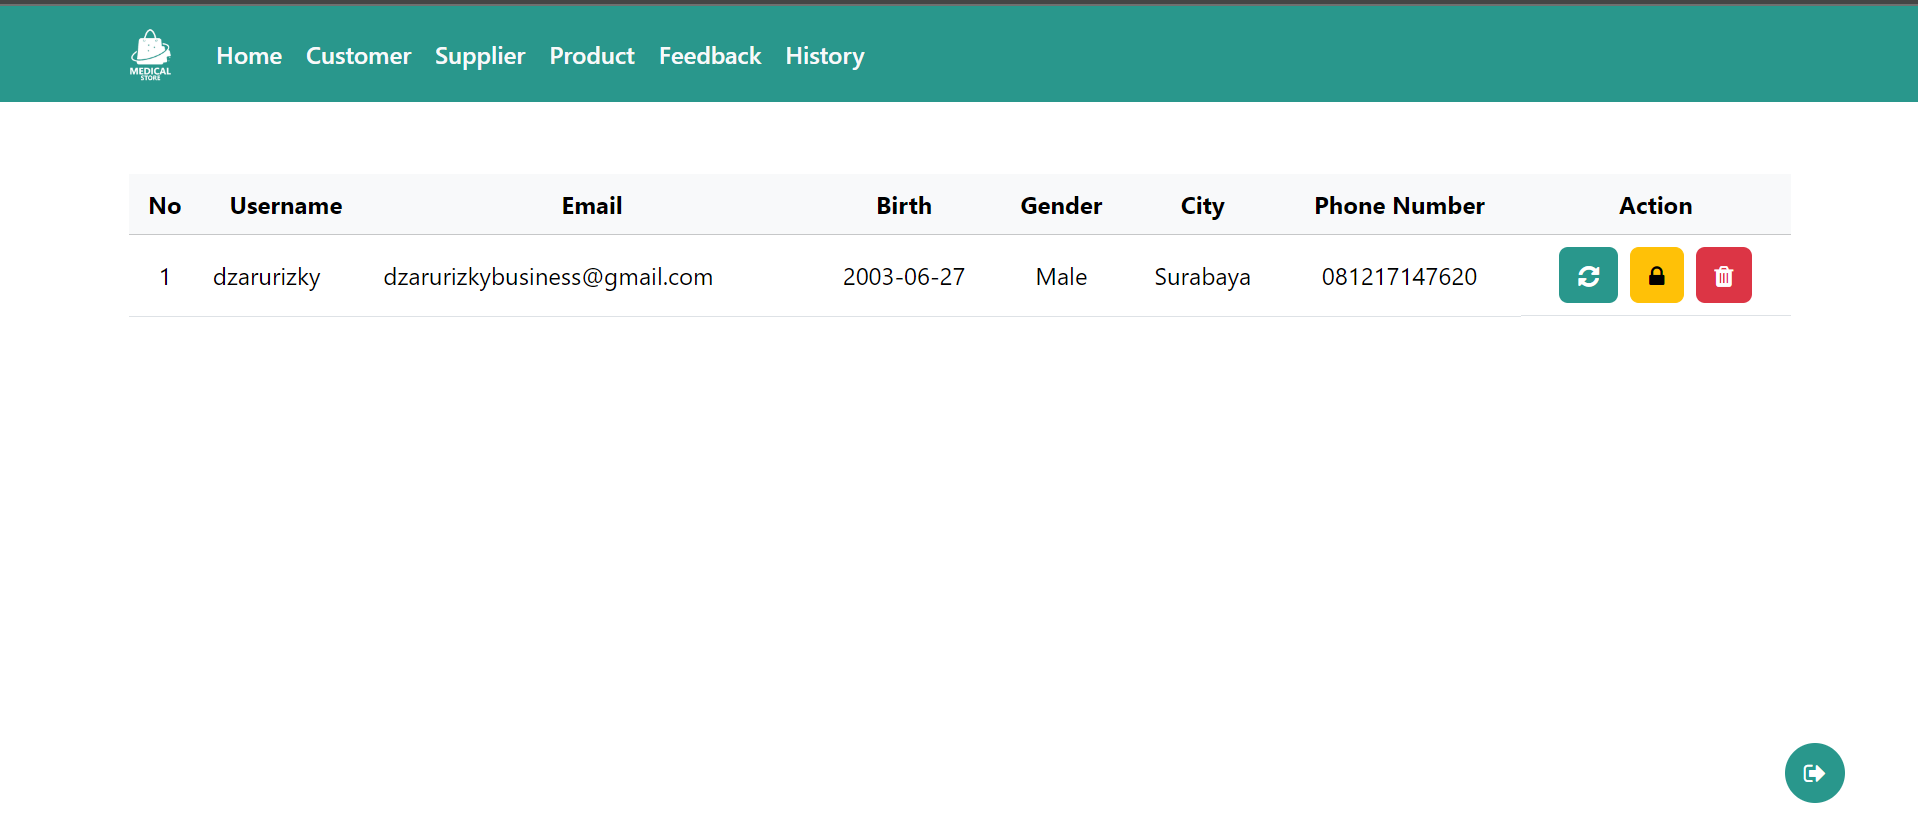 MEDICAL
STORE
Home Customer Supplier Product Feedback History
No Username Email Birth Gender City Phone Number Action
1 dzarurizky dzarurizkybusiness@gmail.com 2003-06-27 Male Surabaya 081217147620